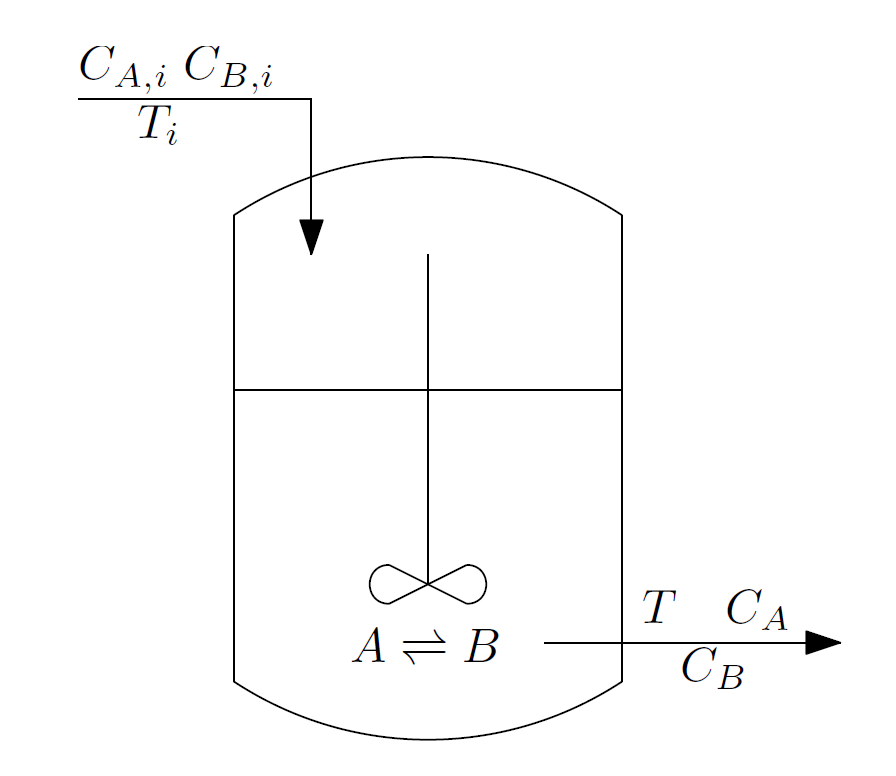 C_{A,i} C_{B,i}
T_i
A ⇌ B
T C_A
C_B